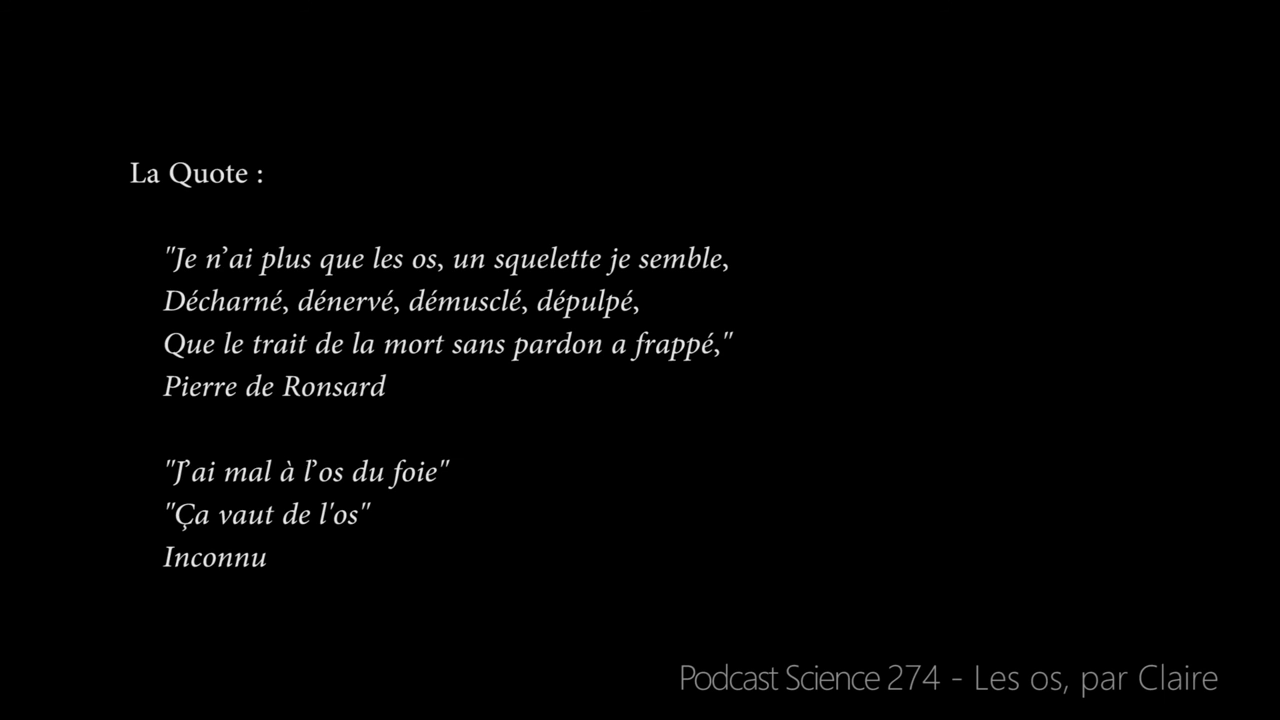 La Quote :
"Je n’ai plus que les os, un squelette je semble,
Décharné, dénervé, démusclé, dépulpé,
Que le trait de la mort sans pardon a frappé,"
Pierre de Ronsard
"J’ai mal à l’os du foie"
"Ça vaut de l'os"
Inconnu
Podcast Science 274 - Les os, par Claire